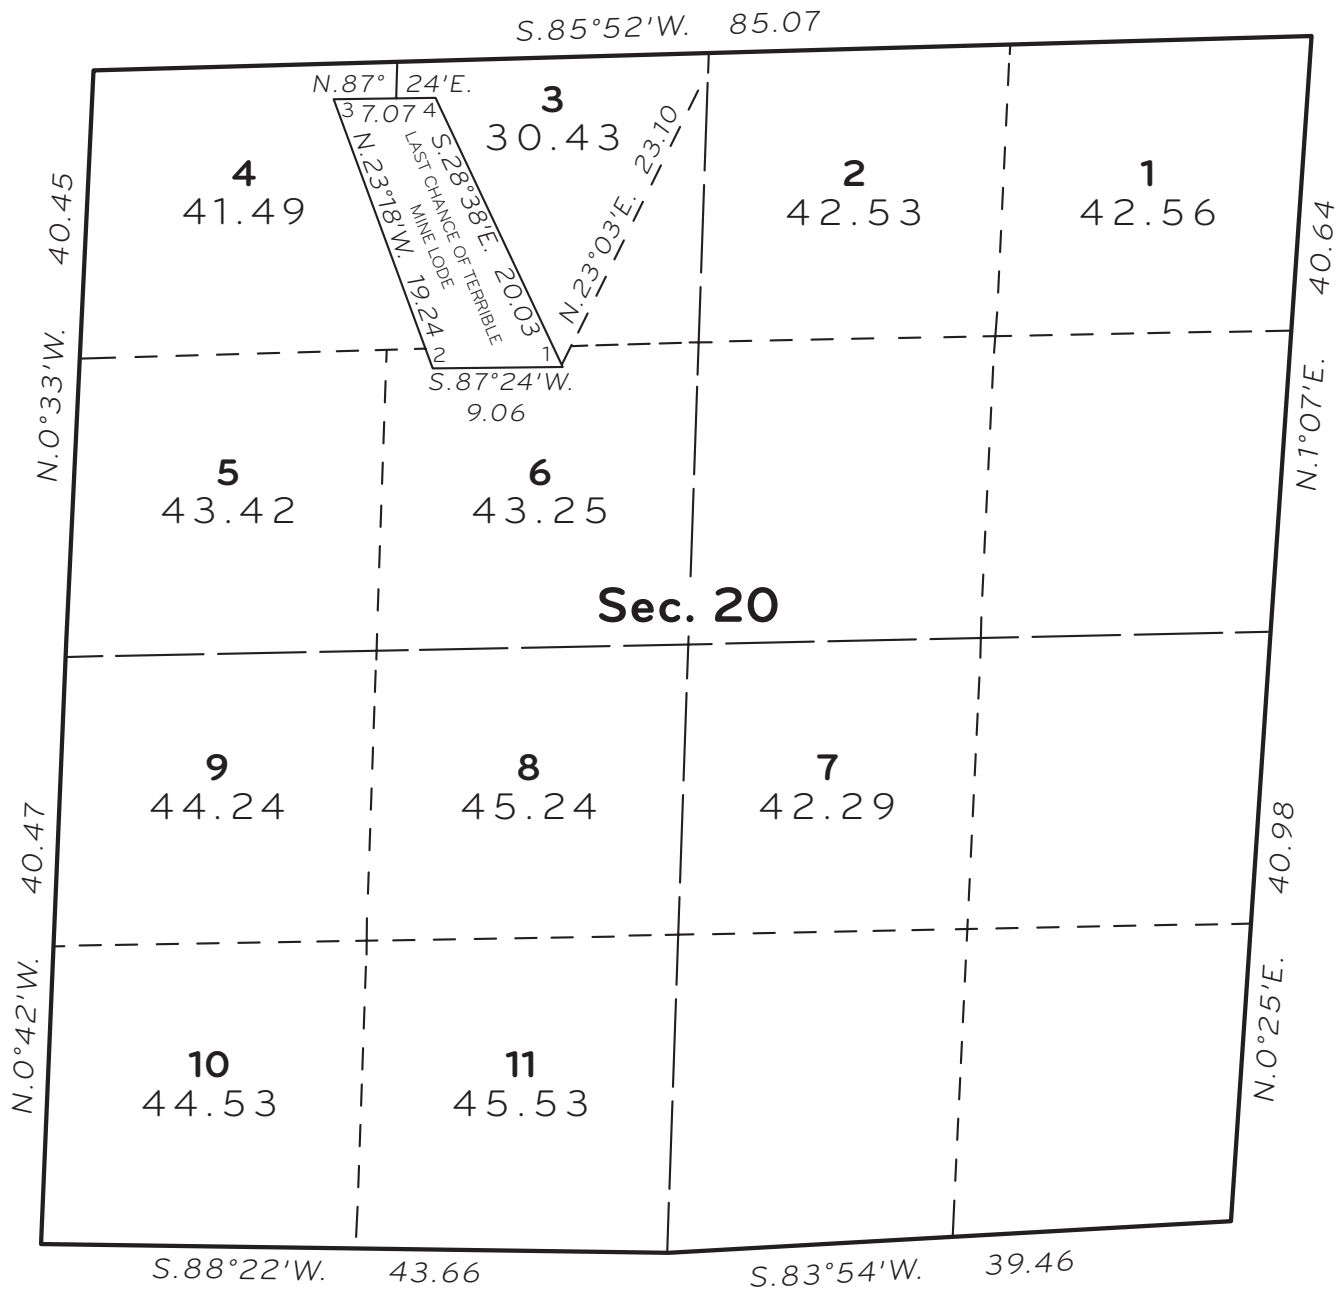 S.85°52'W. 85.07
N.87° 24'E.
3 7.07 4
3
30.43
4
41.49
2
42.53
1
42.56
N.23°18'W. 19.24
LAST CHANCE OF TERRIBLE
MINE LODE
S.28°38'E. 20.03
N.23°03'E. 23.10
2
1
S.87°24'W.
9.06
N.0°33'W. 40.45
N.1°07'E. 40.64
5
43.42
6
43.25
Sec. 20
9
44.24
8
45.24
7
42.29
N.0°42'W. 40.47
N.0°25'E. 40.98
10
44.53
11
45.53
S.88°22'W. 43.66
S.83°54'W. 39.46